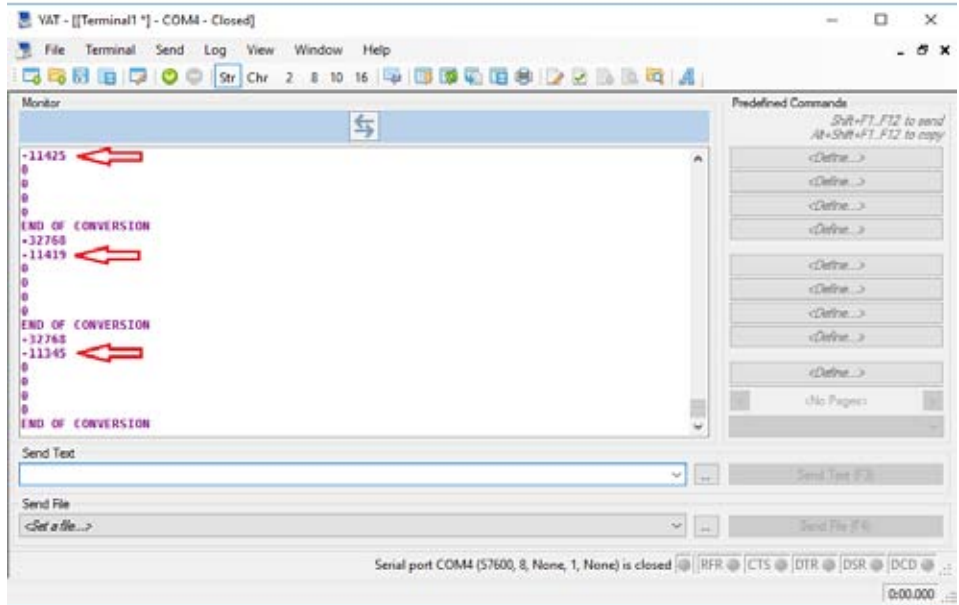 YAT - [[Terminal1 *] - COM4 - Closed]
File Terminal Send Log View Window Help
Str Chr 2 8 10 16
Monitor
-11425
0
0
0
0
END OF CONVERSION
-32768
-11419
0
0
0
0
END OF CONVERSION
-32768
-11345
0
0
0
0
END OF CONVERSION
Predefined Commands
Shift+F1..F12 to send
Alt+Shift+F1..F12 to copy
<Define...>
<Define...>
<Define...>
<Define...>
<Define...>
<Define...>
<Define...>
<Define...>
<Define...>
<No Pages>
Send Text
Send Text (F3)
Send File
<Set a file...>
Send File (F4)
Serial port COM4 (57600, 8, None, 1, None) is closed RFR CTS DTR DSR DCD
0:00.000